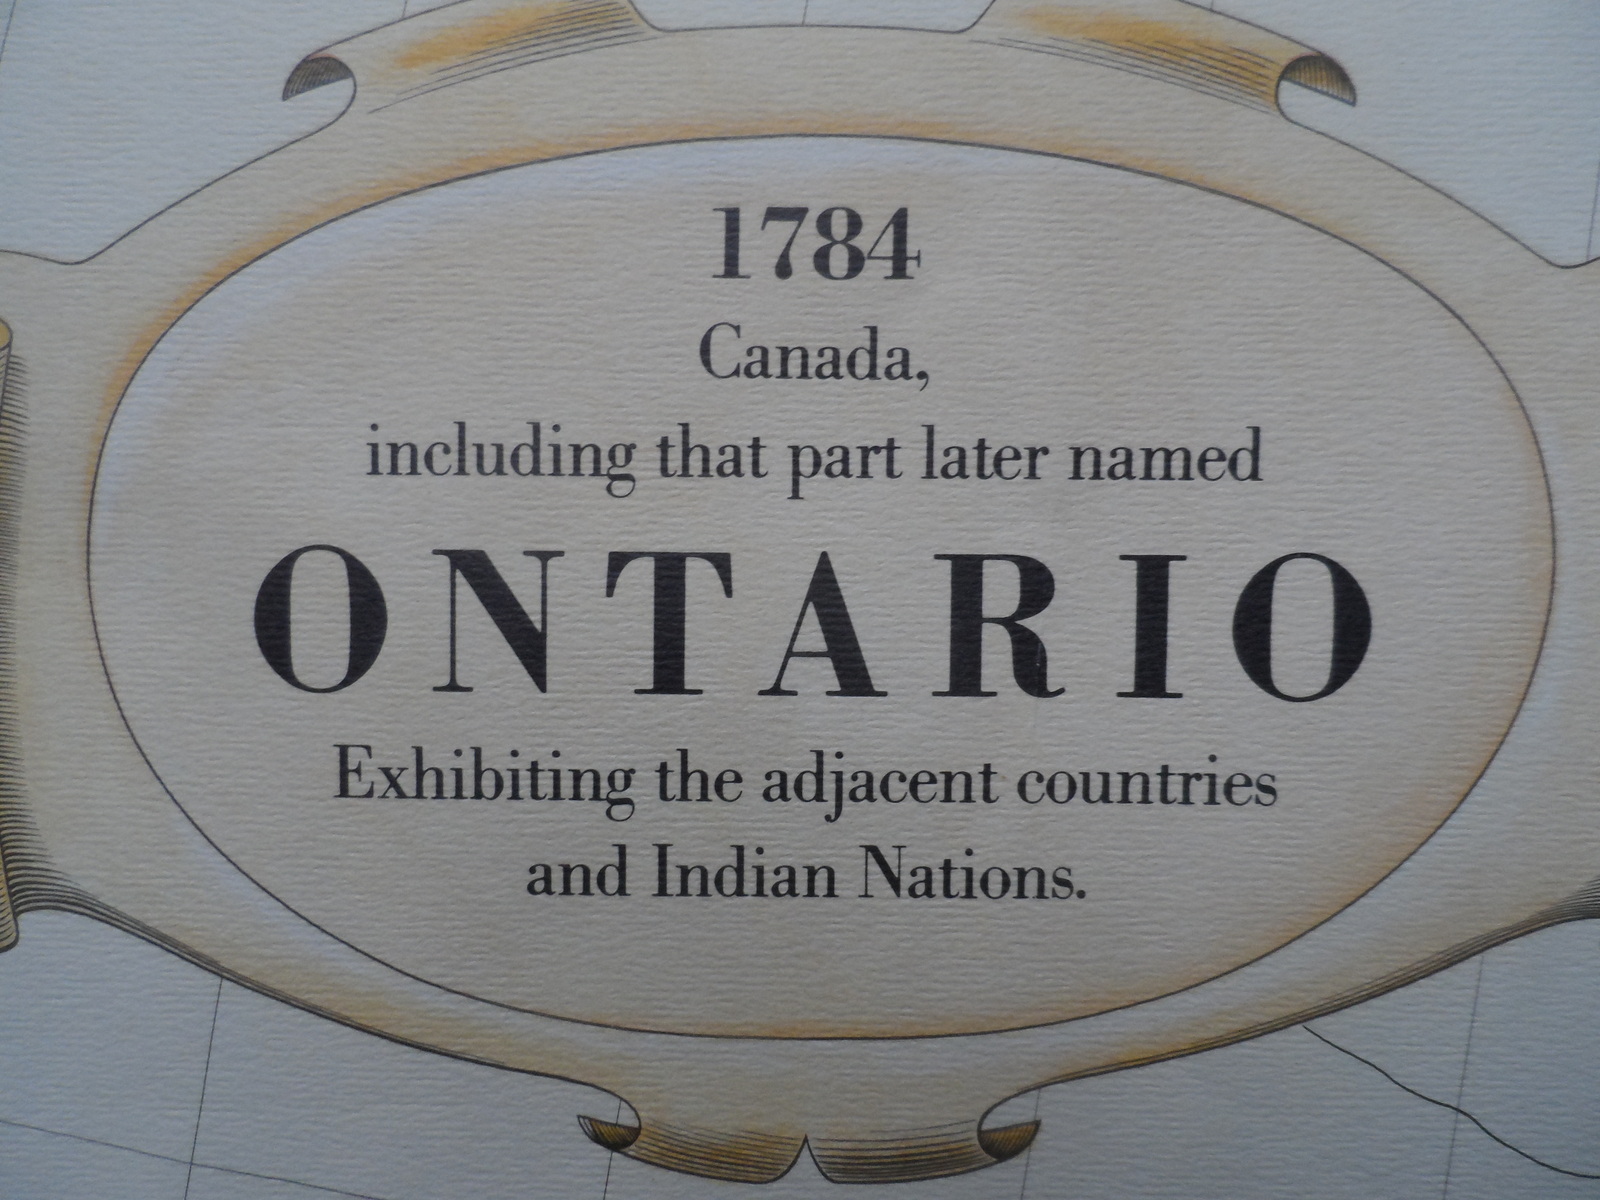 1784
Canada,
including that part later named
ONTARIO
Exhibiting the adjacent countries
and Indian Nations.